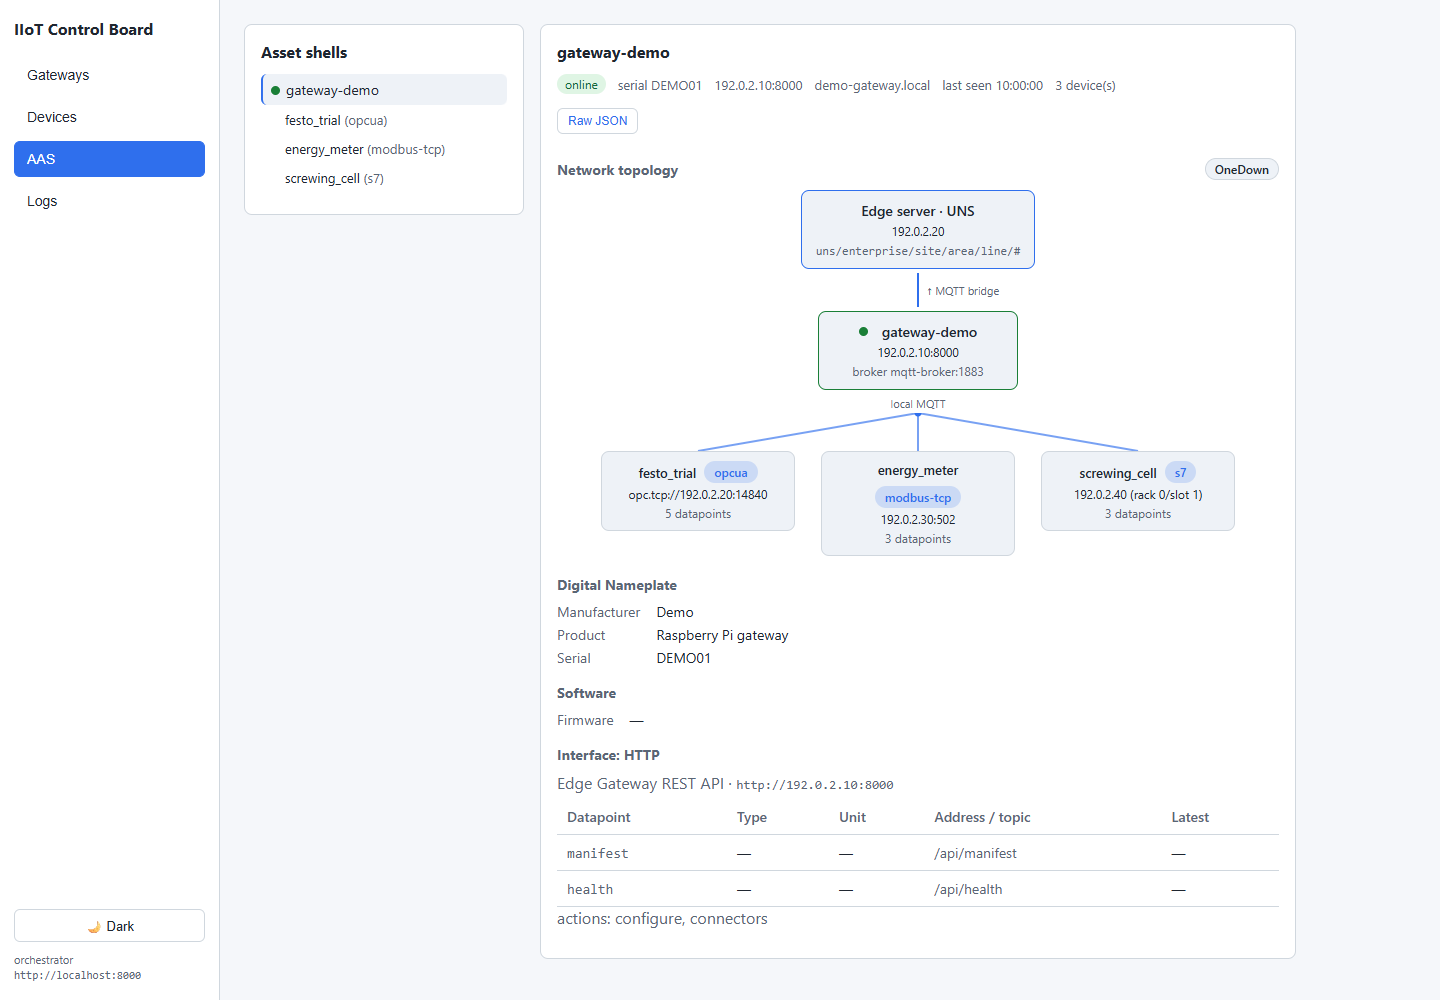 IIoT Control Board
Gateways
Devices
AAS
Logs
🌙 Dark
orchestrator
http://localhost:8000
Asset shells
gateway-demo
festo_trial (opcua)
energy_meter (modbus-tcp)
screwing_cell (s7)
gateway-demo
online serial DEMO01 192.0.2.10:8000 demo-gateway.local last seen 10:00:00 3 device(s)
Raw JSON
Network topology OneDown
Edge server · UNS
192.0.2.20
uns/enterprise/site/area/line/#
↑ MQTT bridge
gateway-demo
192.0.2.10:8000
broker mqtt-broker:1883
local MQTT
festo_trial opcua
opc.tcp://192.0.2.20:14840
5 datapoints
energy_meter
modbus-tcp
192.0.2.30:502
3 datapoints
screwing_cell s7
192.0.2.40 (rack 0/slot 1)
3 datapoints
Digital Nameplate
Manufacturer Demo
Product Raspberry Pi gateway
Serial DEMO01
Software
Firmware —
Interface: HTTP
Edge Gateway REST API · http://192.0.2.10:8000
Datapoint Type Unit Address / topic Latest
manifest — — /api/manifest —
health — — /api/health —
actions: configure, connectors